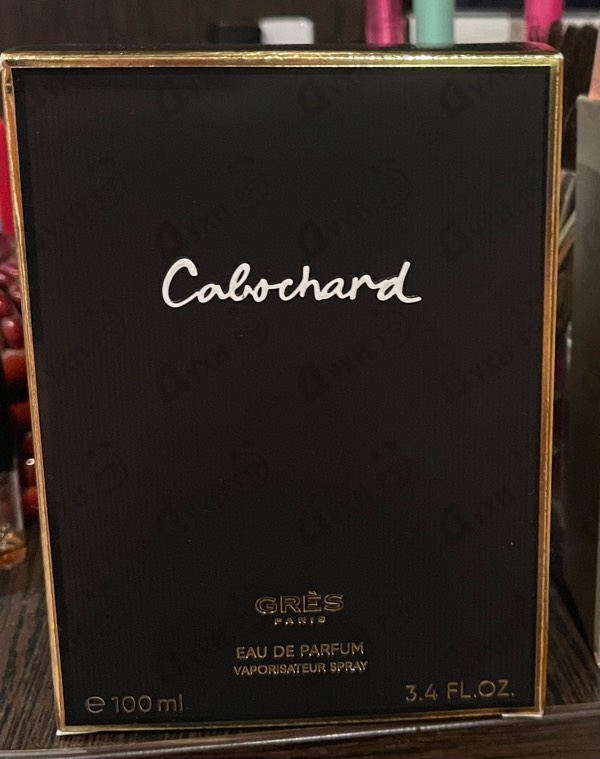 Cabochard
GRÈS
PARIS
EAU DE PARFUM
VAPORISATEUR SPRAY
℮ 100 ml.
3.4 FL.OZ.